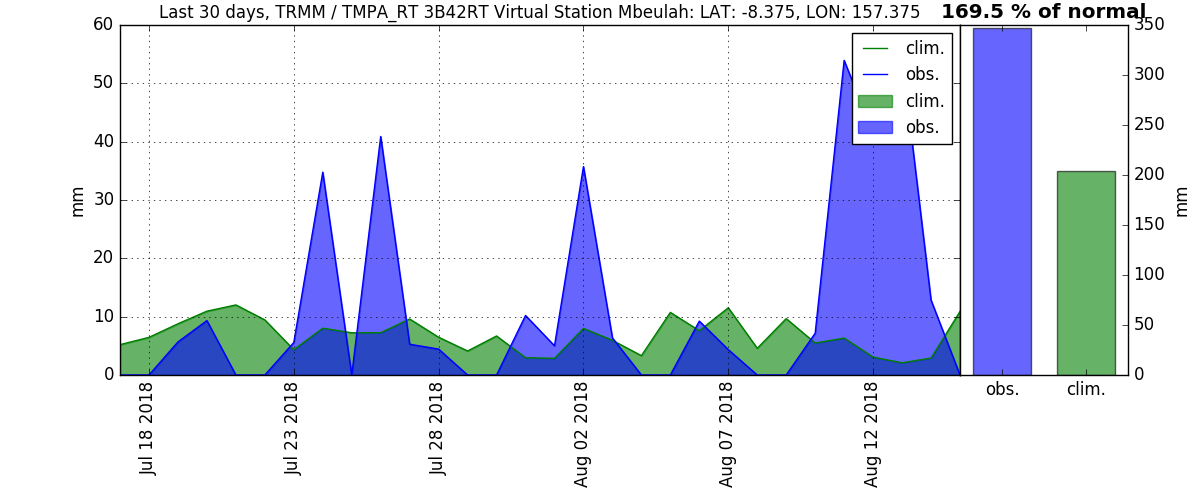 Last 30 days, TRMM / TMPA_RT 3B42RT Virtual Station Mbeulah: LAT: -8.375, LON: 157.375
169.5 % of normal
60
50
40
30
20
10
0
mm
clim.
obs.
clim.
obs.
Jul 18 2018
Jul 23 2018
Jul 28 2018
Aug 02 2018
Aug 07 2018
Aug 12 2018
350
300
250
200
150
100
50
0
mm
obs.
clim.